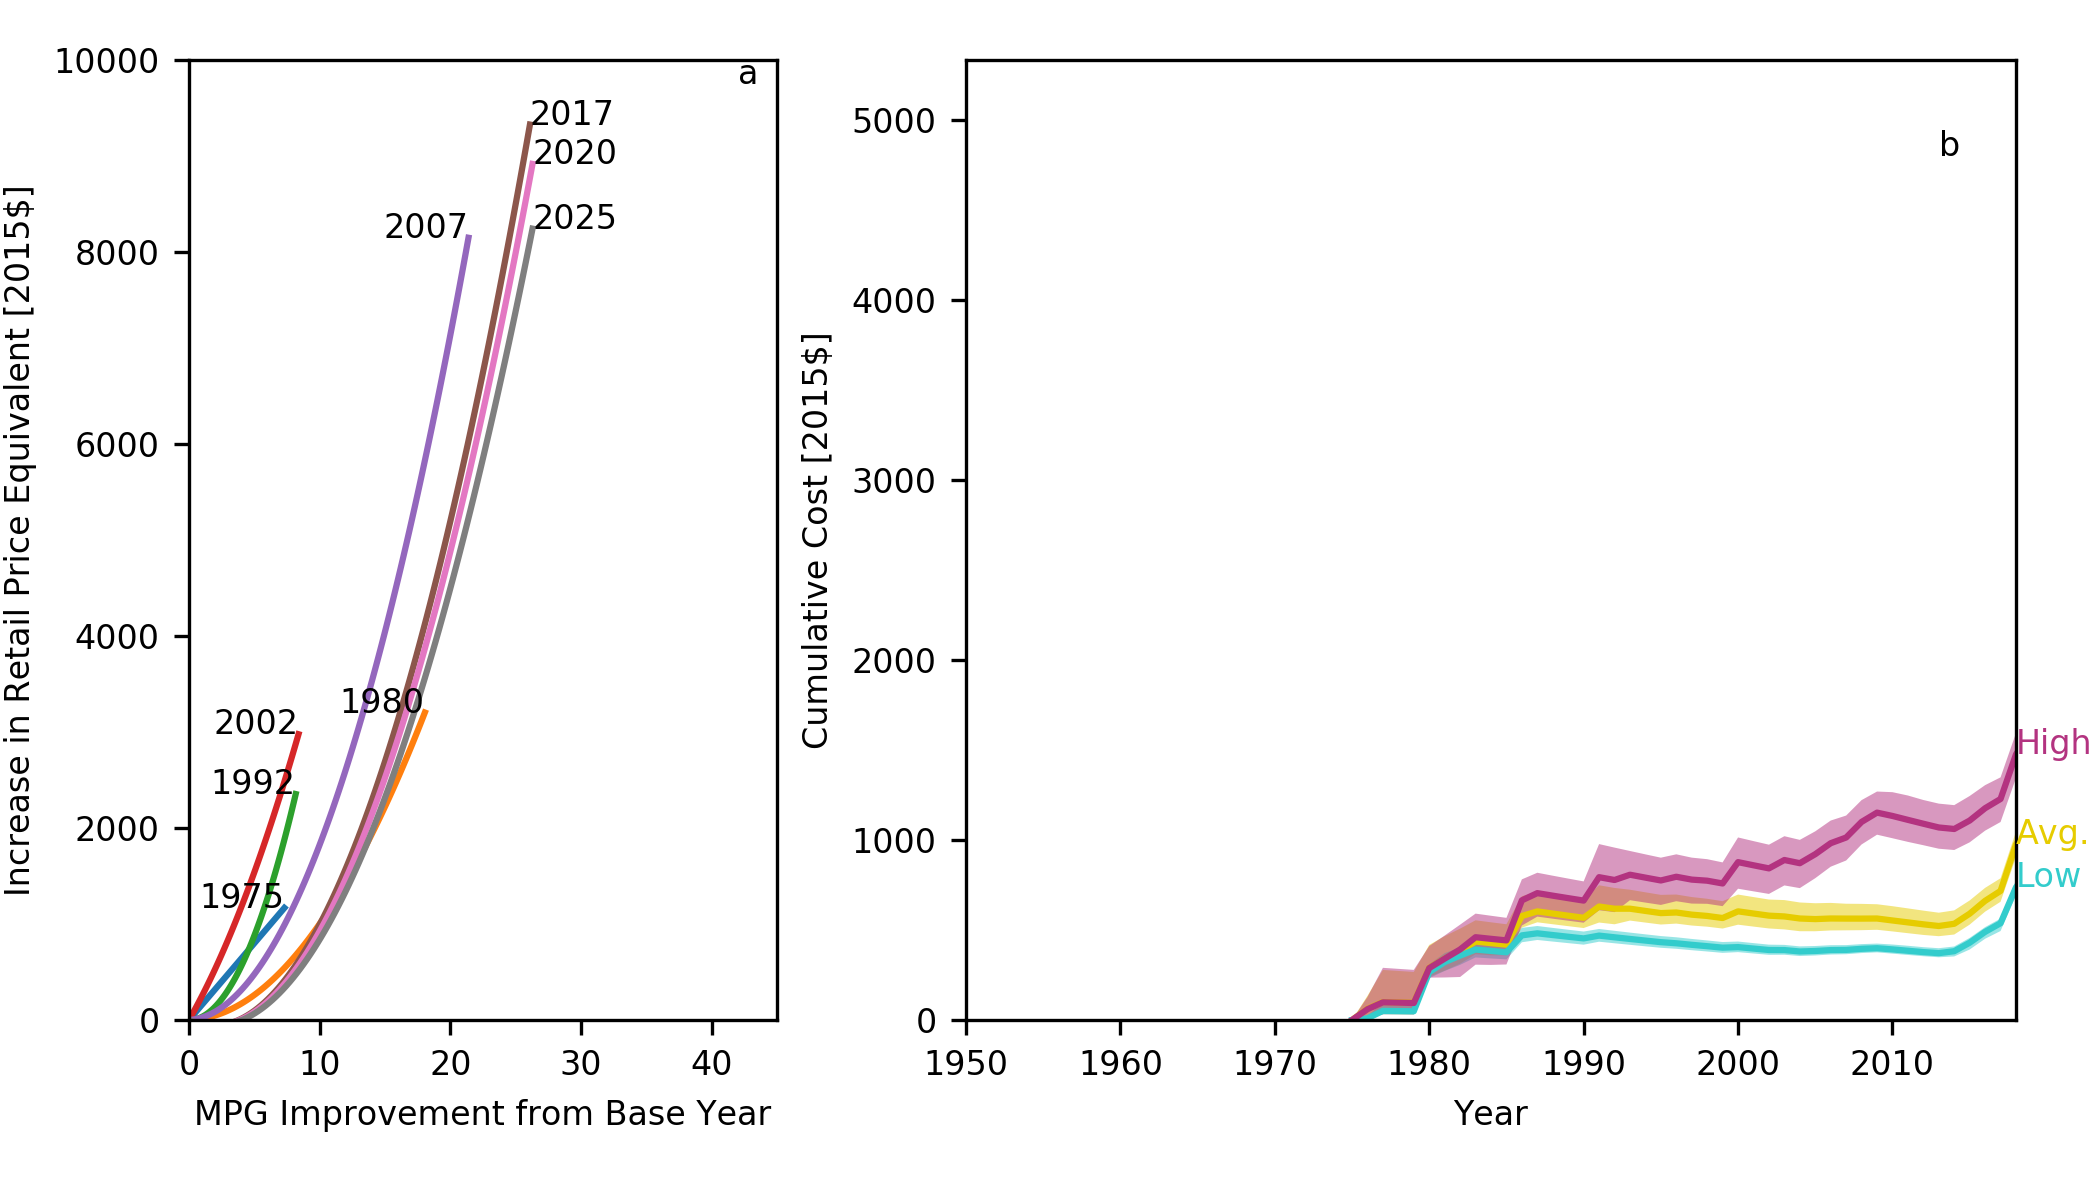 a
10000
8000
6000
4000
2000
0
Increase in Retail Price Equivalent [2015$]
2017
2020
2025
2007
1980
2002
1992
1975
0 10 20 30 40
MPG Improvement from Base Year
b
5000
4000
3000
2000
1000
0
Cumulative Cost [2015$]
High
Avg.
Low
1950 1960 1970 1980 1990 2000 2010
Year